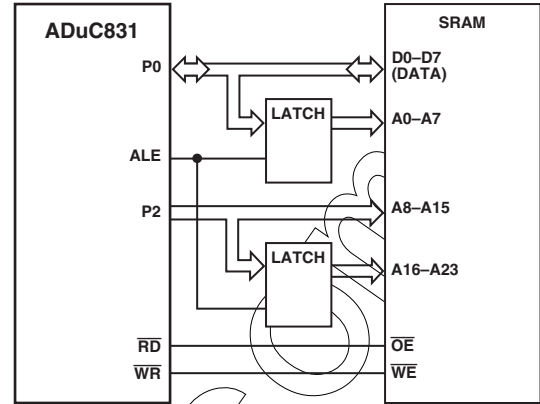 ADuC831
SRAM
P0
D0–D7
(DATA)
LATCH
A0–A7
ALE
P2
A8–A15
LATCH
A16–A23
RD
OE
WR
WE